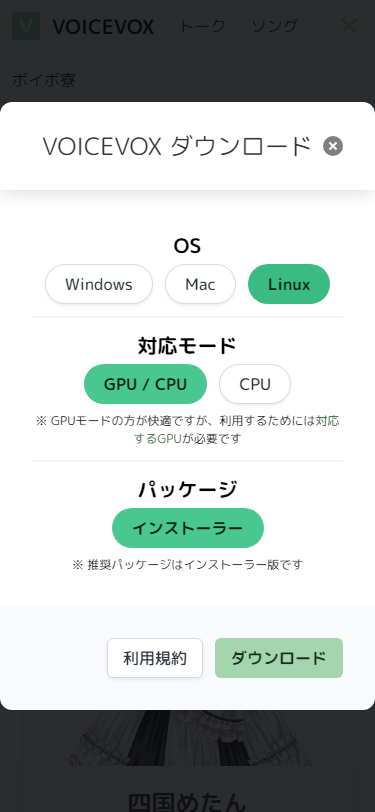 V VOICEVOX トーク ソング
ボイボ寮
VOICEVOX ダウンロード
OS
Windows Mac Linux
対応モード
GPU / CPU CPU
※ GPUモードの方が快適ですが、利用するためには対応
するGPUが必要です
パッケージ
インストーラー
※ 推奨パッケージはインストーラー版です
利用規約 ダウンロード
四国めたん